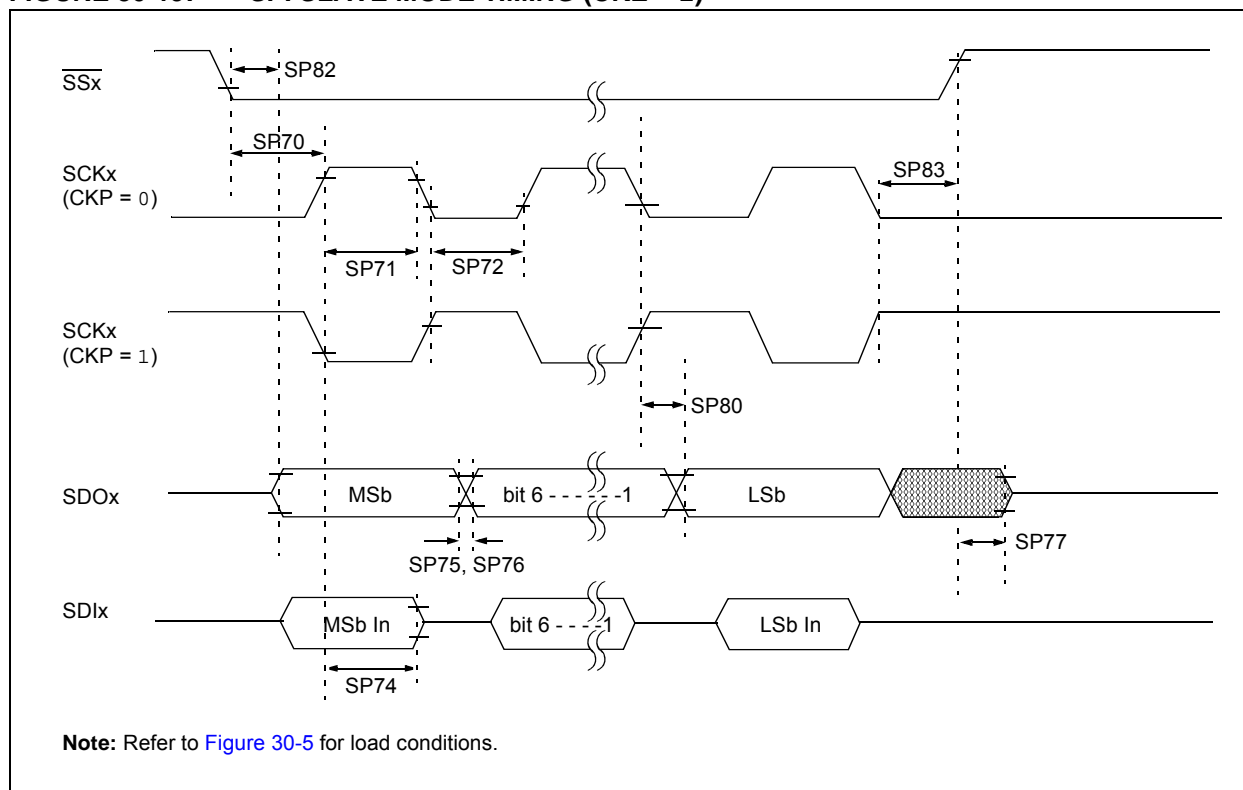 SP82
SSx
SP70
SCKx
(CKP = 0)
SP83
SP71
SP72
SCKx
(CKP = 1)
SP80
SDOx
MSb
bit 6 - - - - - -1
LSb
SP75, SP76
SP77
SDIx
MSb In
bit 6 - - - -1
LSb In
SP74
Note: Refer to Figure 30-5 for load conditions.